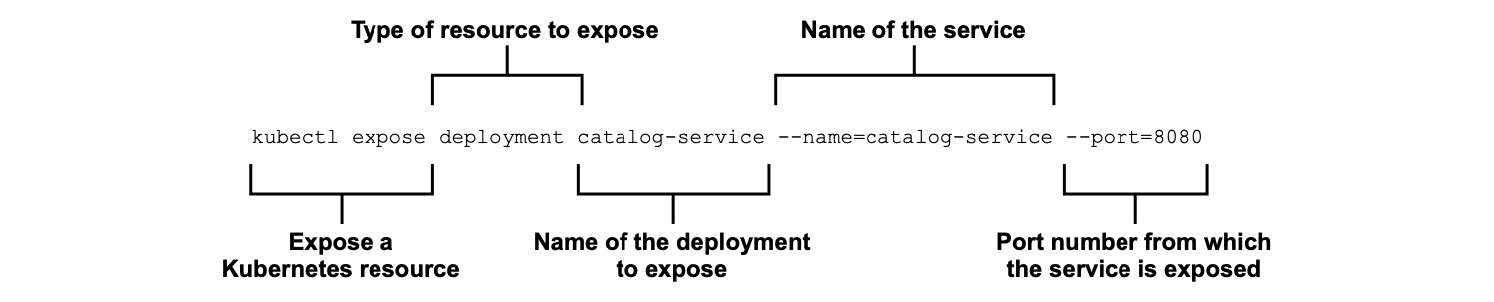 Type of resource to expose
Name of the service
kubectl expose deployment catalog-service --name=catalog-service --port=8080
Expose a
Kubernetes resource
Name of the deployment
to expose
Port number from which
the service is exposed